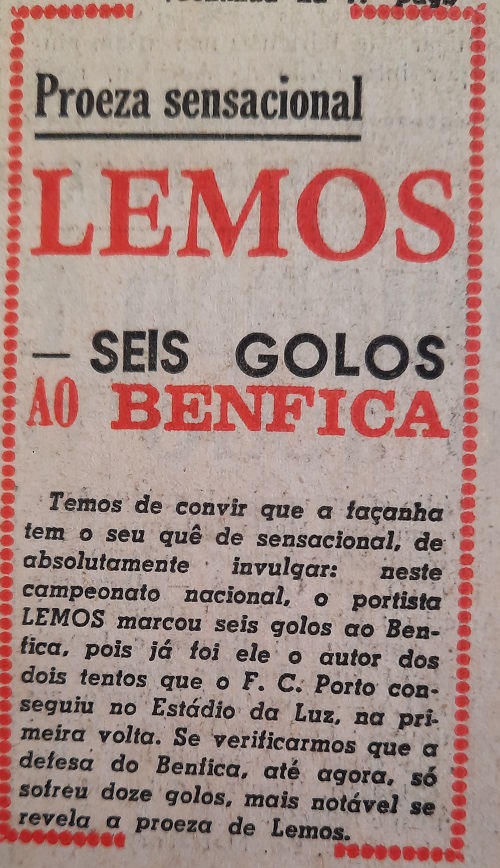 Proeza sensacional
LEMOS
— SEIS GOLOS
AO BENFICA
Temos de convir que a façanha
tem o seu quê de sensacional, de
absolutamente invulgar: neste
campeonato nacional, o portista
LEMOS marcou seis golos ao Ben-
fica, pois já foi ele o autor dos
dois tentos que o F. C. Porto con-
seguiu no Estádio da Luz, na pri-
meira volta. Se verificarmos que a
defesa do Benfica, até agora, só
sofreu doze golos, mais notável se
revela a proeza de Lemos.